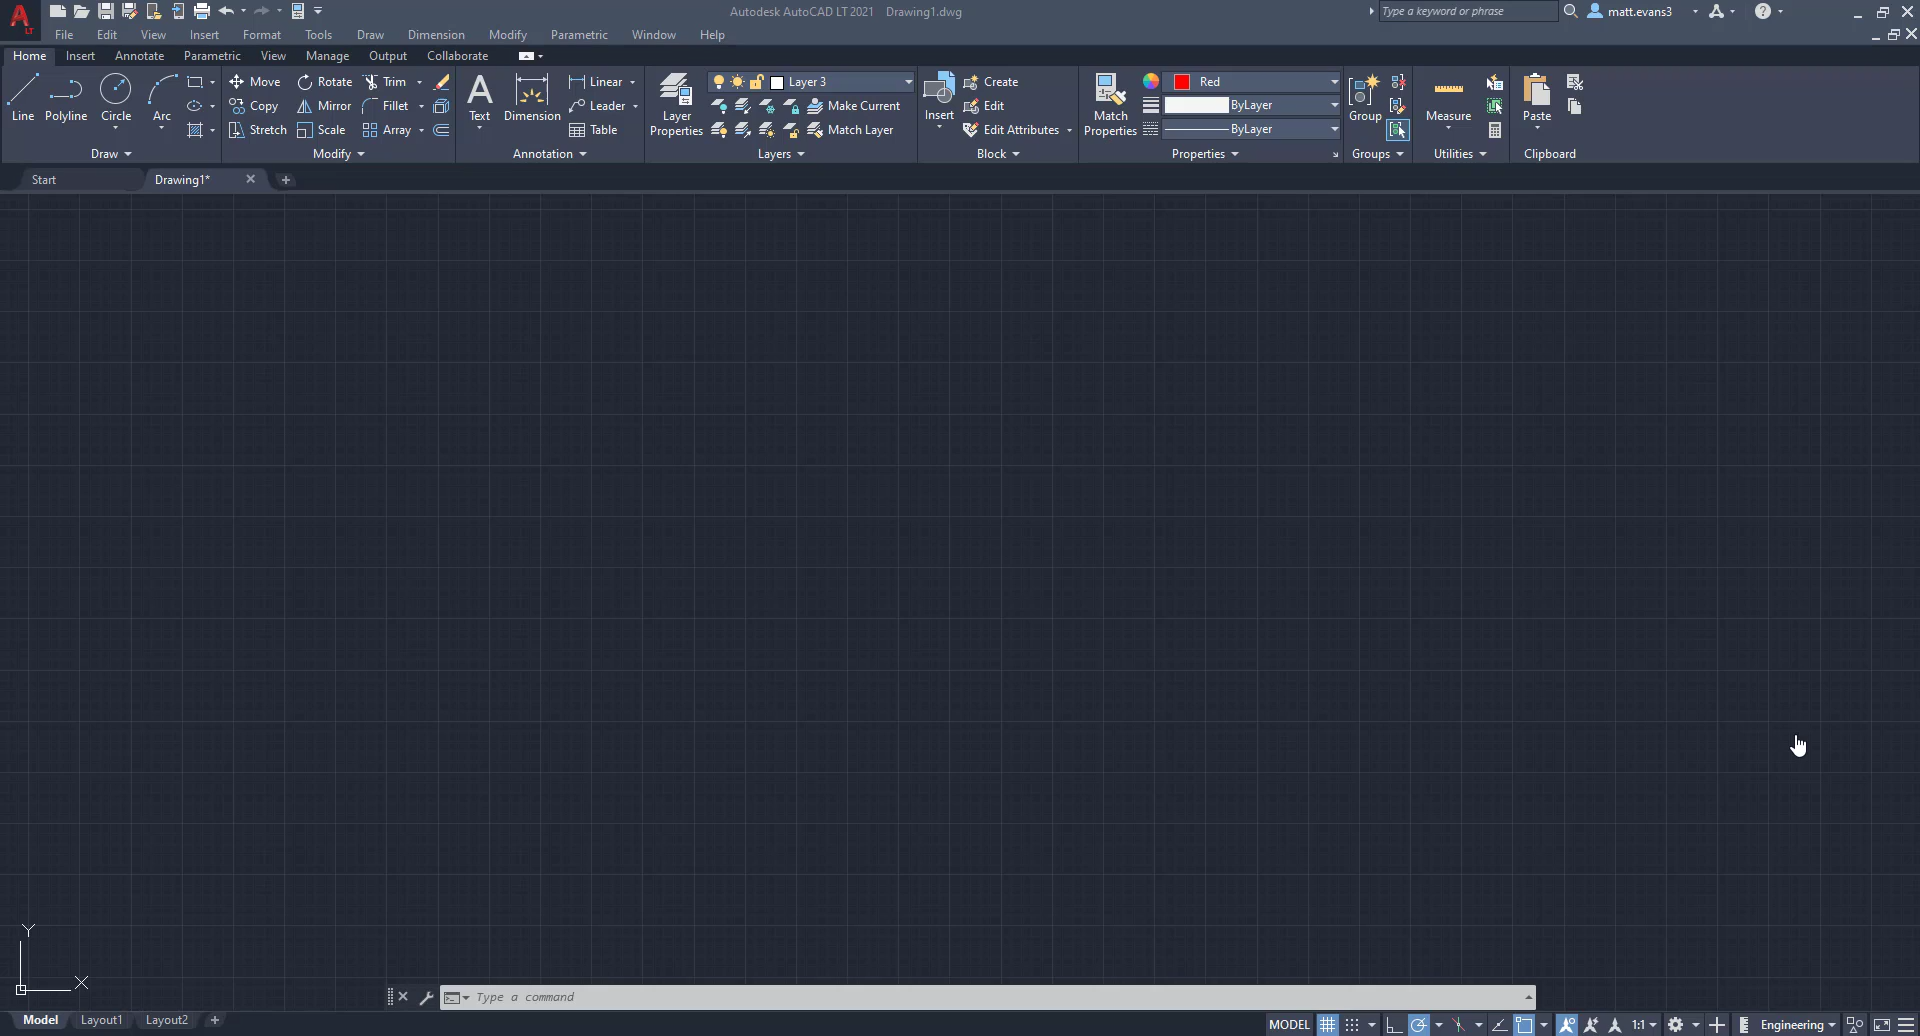 Autodesk AutoCAD LT 2021 Drawing1.dwg
Type a keyword or phrase
matt.evans3
LT
File Edit View Insert Format Tools Draw Dimension Modify Parametric Window Help
Home Insert Annotate Parametric View Manage Output Collaborate
Line
Polyline
Circle
Arc
Draw
Move Rotate Trim
Copy Mirror Fillet
Stretch Scale Array
Modify
Text
Dimension
Linear
Leader
Table
Annotation
Layer
Properties
Layer 3
Make Current
Match Layer
Layers
Insert
Create
Edit
Edit Attributes
Block
Match
Properties
Red
ByLayer
ByLayer
Properties
Group
Groups
Measure
Utilities
Paste
Clipboard
Start Drawing1*
Y
X
Type a command
Model Layout1 Layout2
MODEL 1:1 Engineering